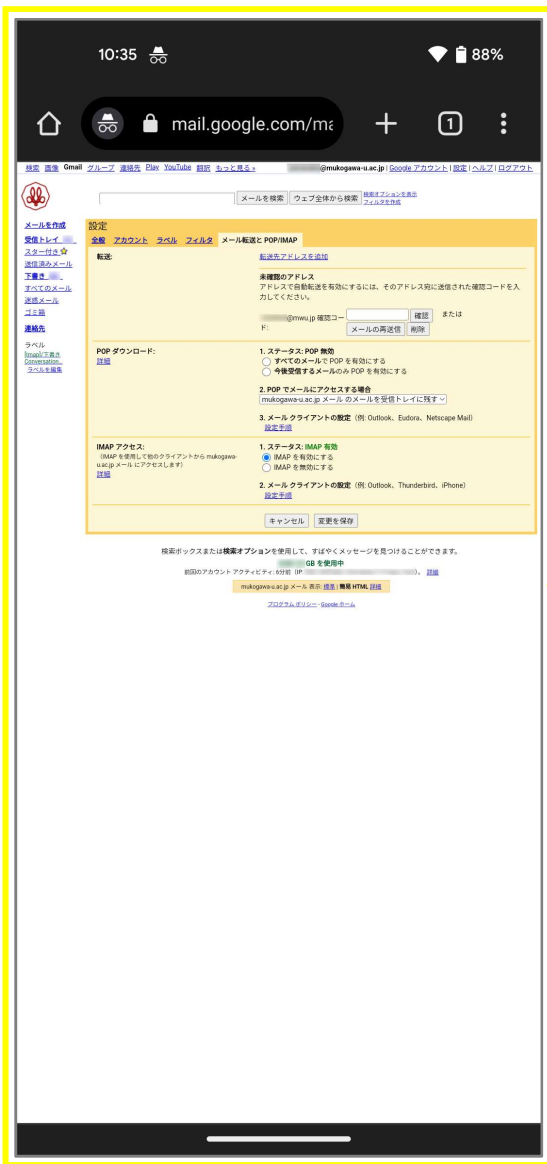 10:35
88%
mail.google.com/ma
1
検索 画像 Gmail グループ 連絡先 Play YouTube 翻訳 もっと見る »
@mukogawa-u.ac.jp | Google アカウント | 設定 | ヘルプ | ログアウト
メールを検索 ウェブ全体から検索
検索オプションを表示
フィルタを作成
メールを作成
受信トレイ
スター付き
送信済みメール
下書き
すべてのメール
迷惑メール
ゴミ箱
連絡先
ラベル
[Imap]/下書き
Conversation..
ラベルを編集
設定
全般 アカウント ラベル フィルタ メール転送と POP/IMAP
転送:
転送先アドレスを追加
未確認のアドレス
アドレスで自動転送を有効にするには、そのアドレス宛に送信された確認コードを入
力してください。
@mwu.jp 確認コー
ド:
確認 または
メールの再送信 削除
POP ダウンロード:
詳細
1. ステータス: POP 無効
すべてのメールで POP を有効にする
今後受信するメールのみ POP を有効にする
2. POP でメールにアクセスする場合
mukogawa-u.ac.jp メール のメールを受信トレイに残す
3. メール クライアントの設定 (例: Outlook、Eudora、Netscape Mail)
設定手順
IMAP アクセス:
(IMAP を使用して他のクライアントから mukogawa-
u.ac.jp メール にアクセスします)
詳細
1. ステータス: IMAP 有効
IMAP を有効にする
IMAP を無効にする
2. メール クライアントの設定 (例: Outlook、Thunderbird、iPhone)
設定手順
キャンセル 変更を保存
検索ボックスまたは検索オプションを使用して、すばやくメッセージを見つけることができます。
GB を使用中
前回のアカウント アクティビティ: 6分前 (IP: )。 詳細
mukogawa-u.ac.jp メール 表示: 標準 | 簡易 HTML 詳細
プログラム ポリシー - Google ホーム